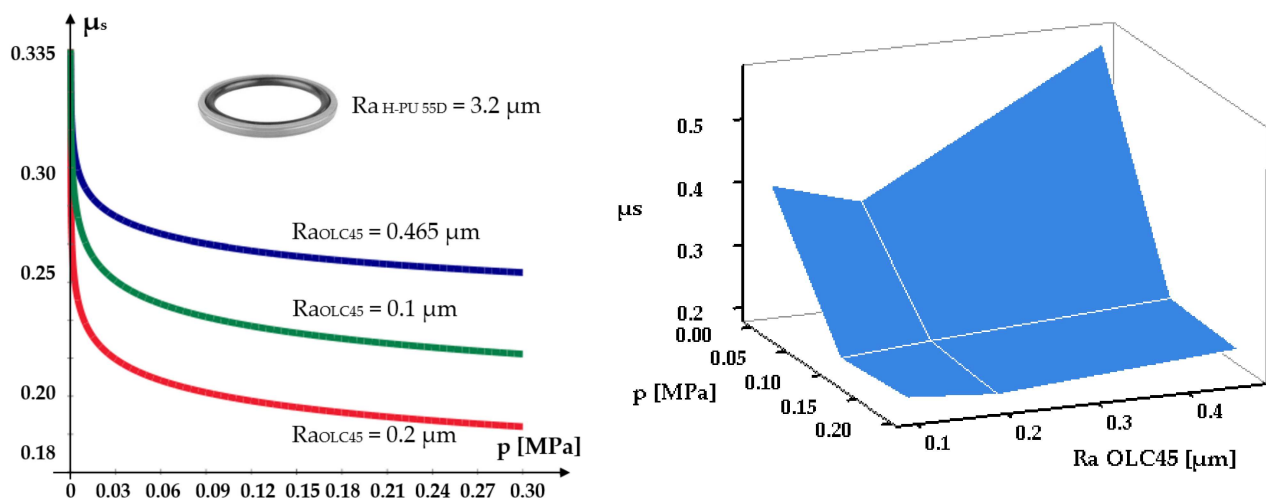 μs
0.335
Ra H-PU 55D = 3.2 μm
0.30
RaOLC45 = 0.465 μm
0.25
RaOLC45 = 0.1 μm
0.20
RaOLC45 = 0.2 μm
p [MPa]
0.18
0 0.03 0.06 0.09 0.12 0.15 0.18 0.21 0.24 0.27 0.30
0.5
0.4
μs
0.3
0.2
0.00
0.05
0.10
0.15
0.20
p [MPa]
0.1
0.2
0.3
0.4
Ra OLC45 [μm]